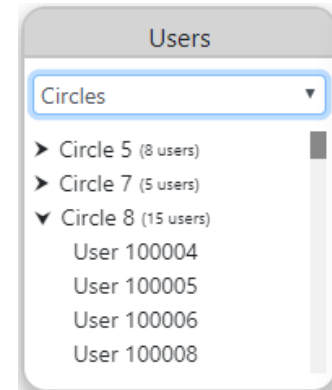 Users
Circles
Circle 5 (8 users)
Circle 7 (5 users)
Circle 8 (15 users)
User 100004
User 100005
User 100006
User 100008